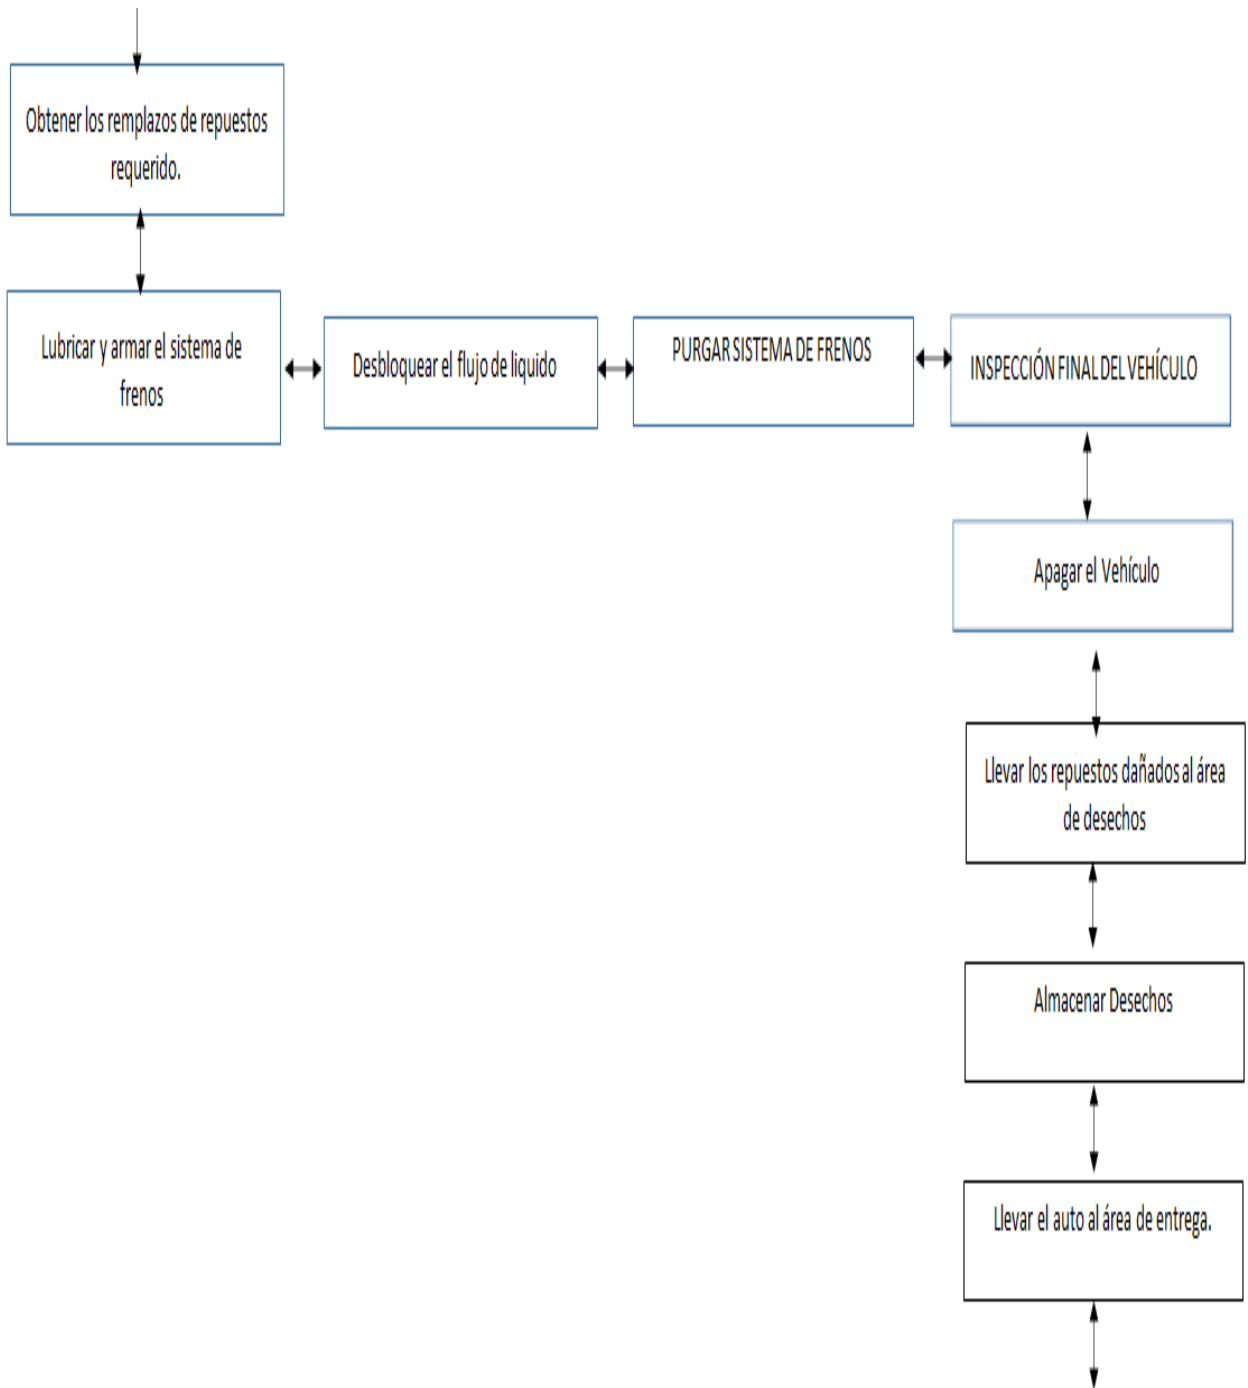 Obtener los remplazos de repuestos
requerido.
Lubricar y armar el sistema de
frenos
Desbloquear el flujo de liquido
PURGAR SISTEMA DE FRENOS
INSPECCIÓN FINAL DEL VEHÍCULO
Apagar el Vehículo
Llevar los repuestos dañados al área
de desechos
Almacenar Desechos
Llevar el auto al área de entrega.